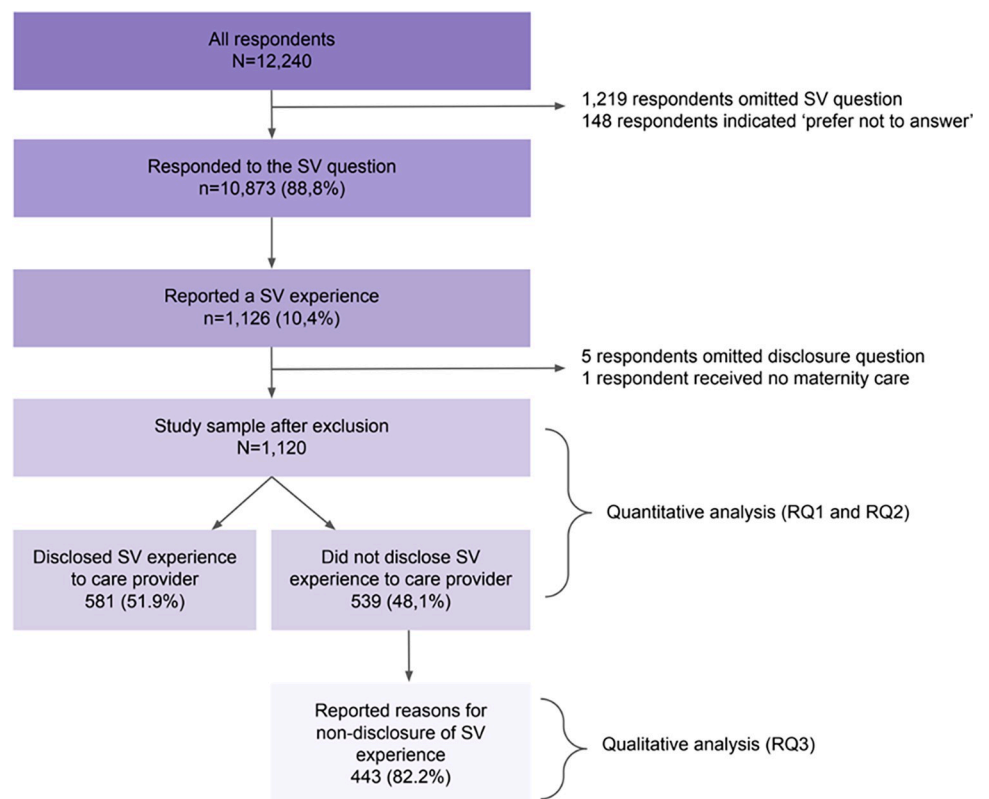 All respondents
N=12,240
1,219 respondents omitted SV question
148 respondents indicated ‘prefer not to answer’
Responded to the SV question
n=10,873 (88,8%)
Reported a SV experience
n=1,126 (10,4%)
5 respondents omitted disclosure question
1 respondent received no maternity care
Study sample after exclusion
N=1,120
Quantitative analysis (RQ1 and RQ2)
Disclosed SV experience
to care provider
581 (51.9%)
Did not disclose SV
experience to care provider
539 (48,1%)
Reported reasons for
non-disclosure of SV
experience
443 (82.2%)
Qualitative analysis (RQ3)